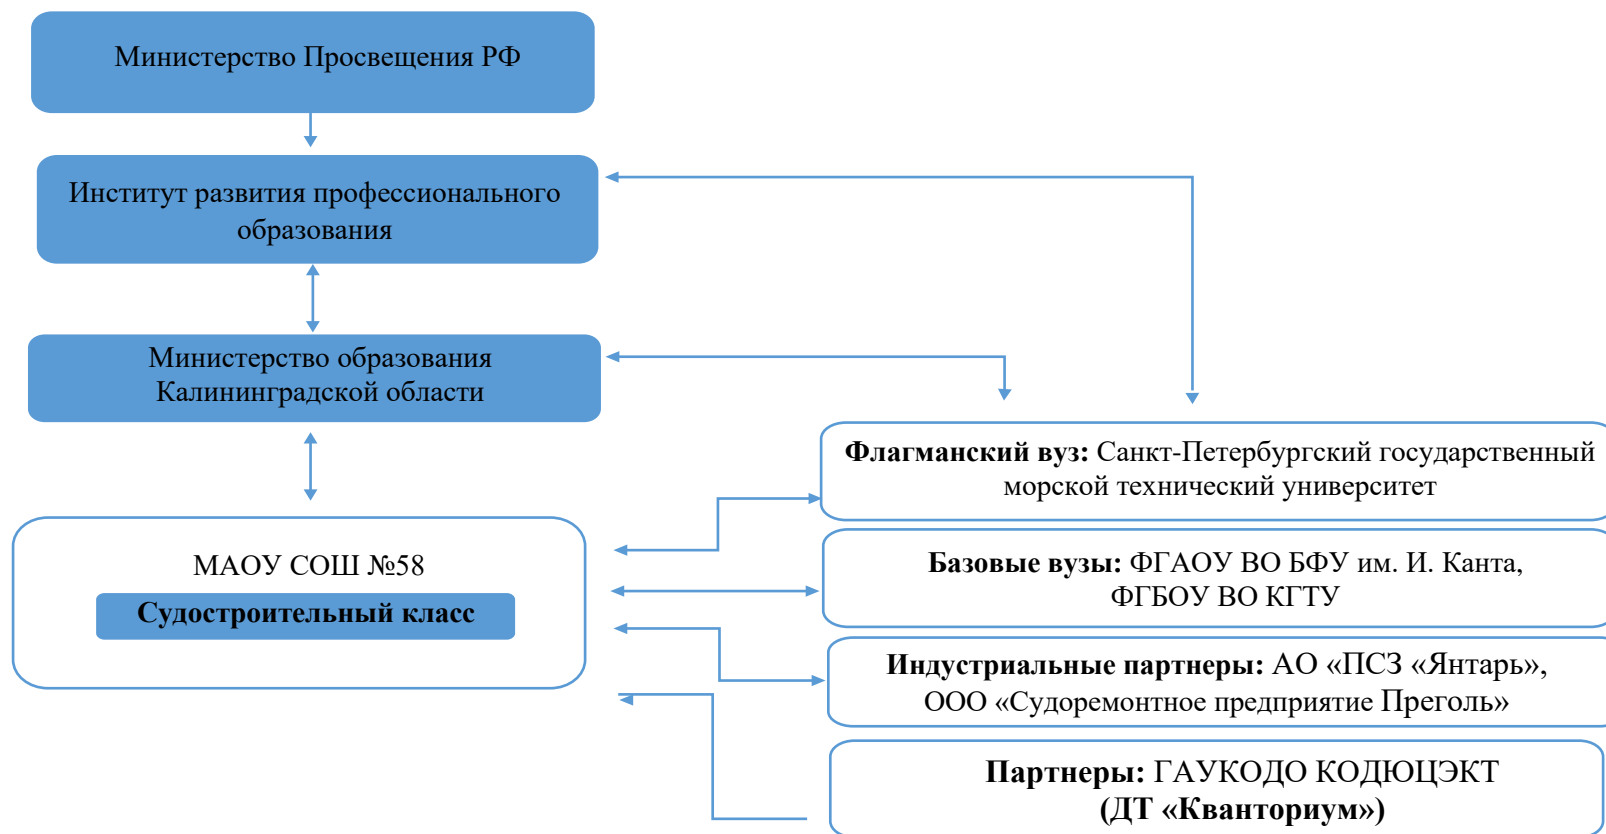 Министерство Просвещения РФ
Институт развития профессионального
образования
Министерство образования
Калининградской области
МАОУ СОШ №58
Судостроительный класс
Флагманский вуз: Санкт-Петербургский государственный
морской технический университет
Базовые вузы: ФГАОУ ВО БФУ им. И. Канта,
ФГБОУ ВО КГТУ
Индустриальные партнеры: АО «ПСЗ «Янтарь»,
ООО «Судоремонтное предприятие Преголь»
Партнеры: ГАУКОДО КОДЮЦЭКТ
(ДТ «Кванториум»)